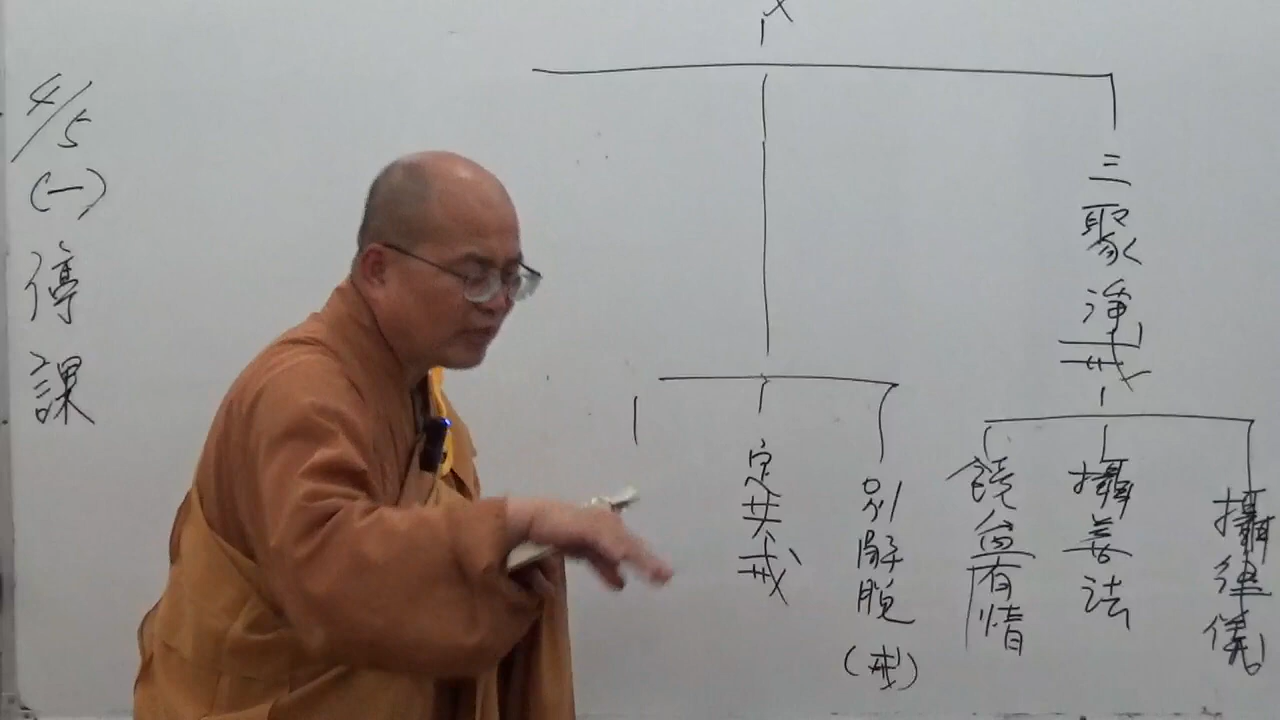 4/5(一)停課
三聚淨戒
攝律儀
攝善法
饒益有情
別解脫(戒)
定共戒